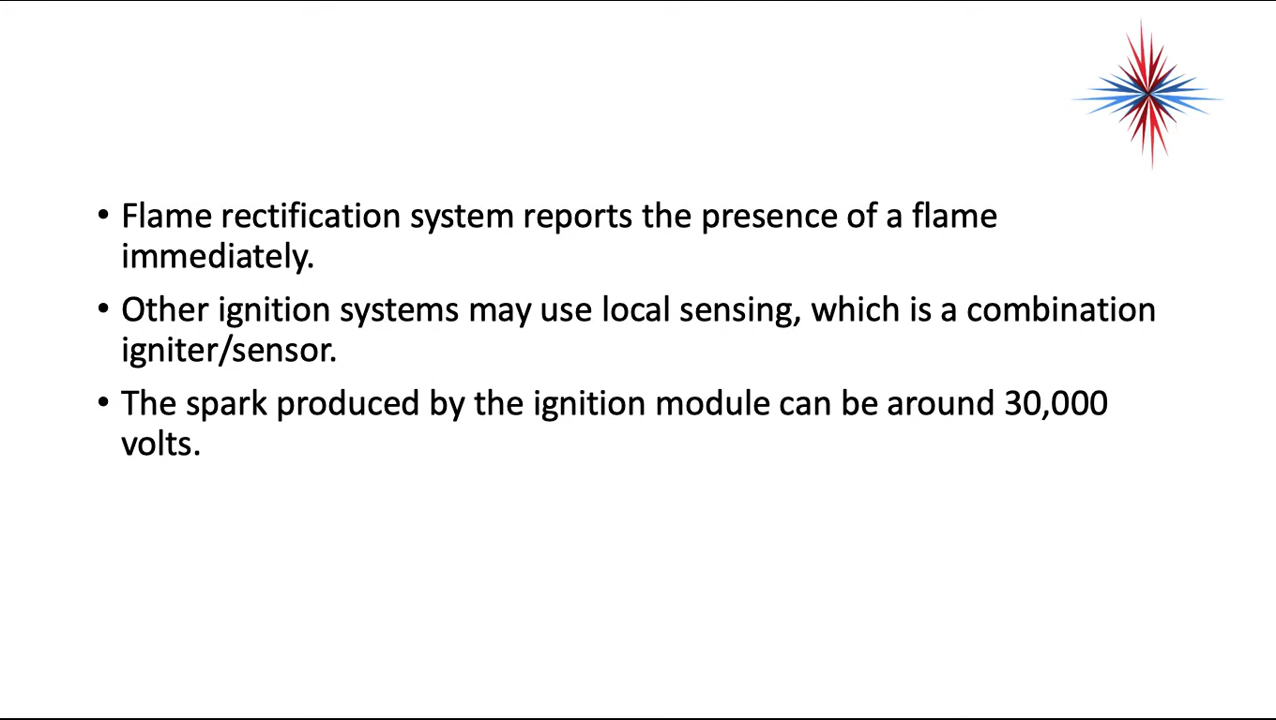 • Flame rectification system reports the presence of a flame
immediately.
• Other ignition systems may use local sensing, which is a combination
igniter/sensor.
• The spark produced by the ignition module can be around 30,000
volts.